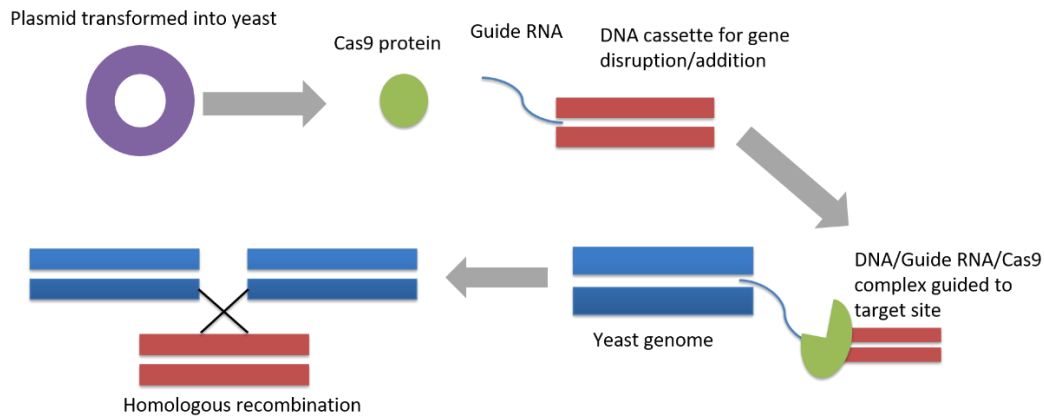 Plasmid transformed into yeast
Cas9 protein
Guide RNA
DNA cassette for gene
disruption/addition
DNA/Guide RNA/Cas9
complex guided to
target site
Yeast genome
Homologous recombination